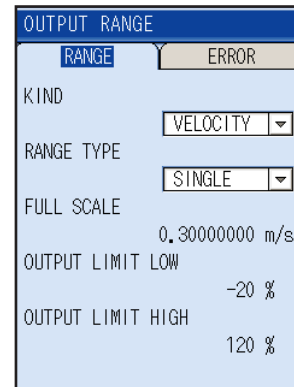 OUTPUT RANGE
RANGE ERROR
KIND
VELOCITY
RANGE TYPE
SINGLE
FULL SCALE
0.30000000 m/s
OUTPUT LIMIT LOW
-20 %
OUTPUT LIMIT HIGH
120 %